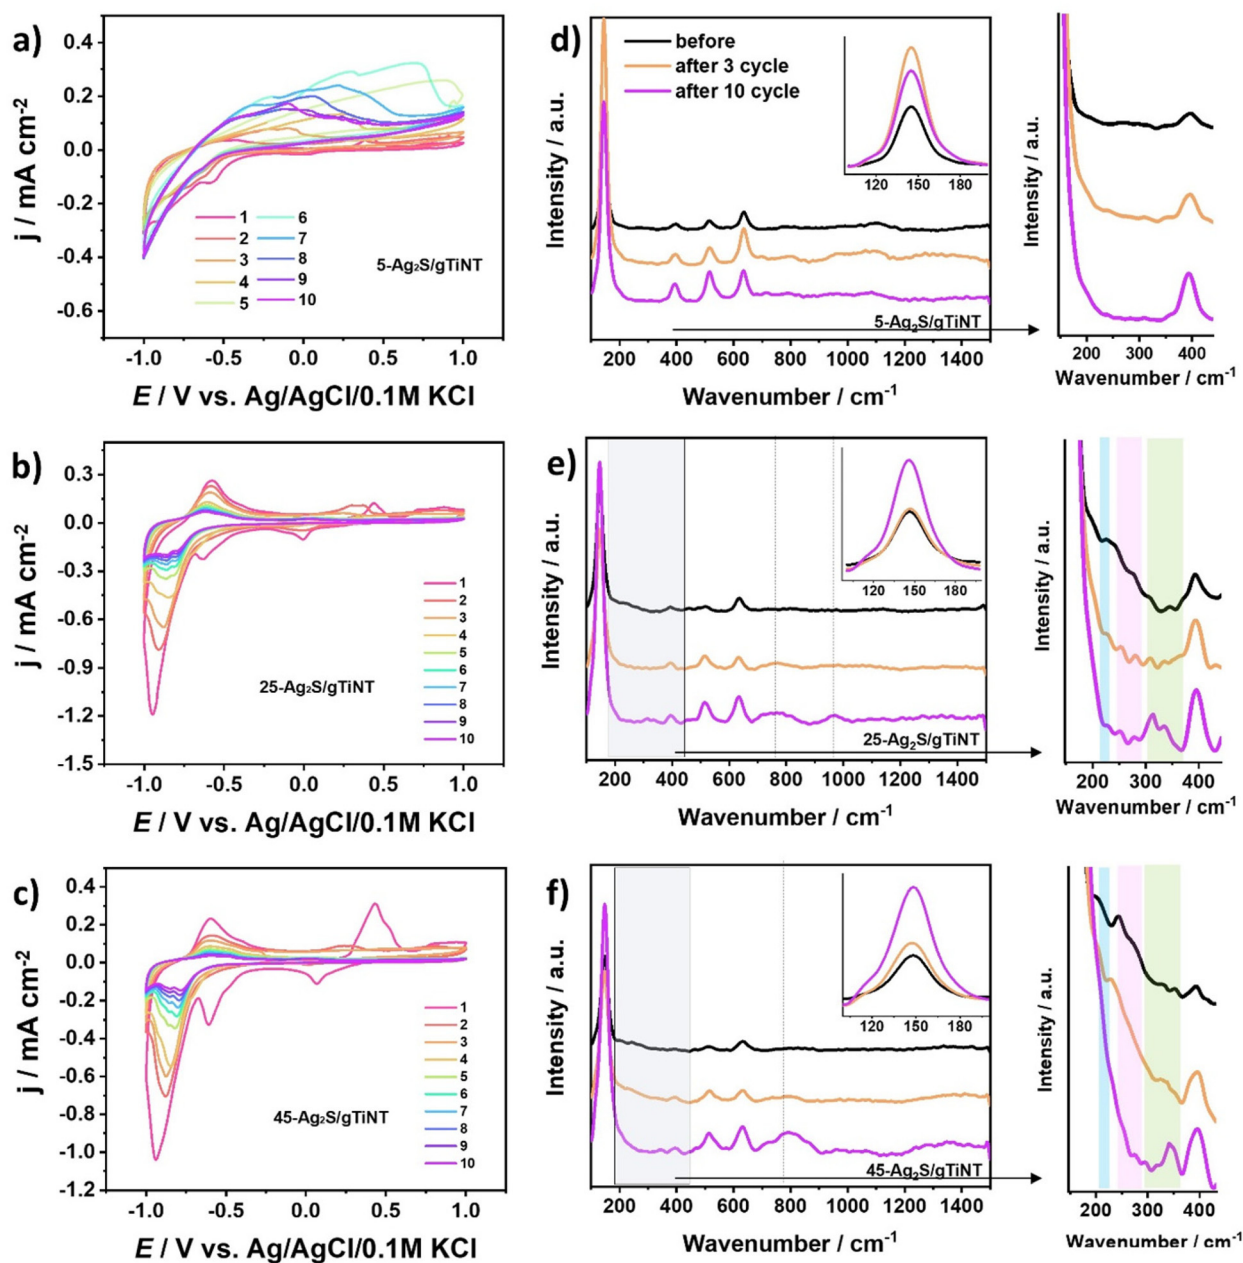 a)
0.4
0.2
0.0
-0.2
-0.4
-0.6
j / mA cm-2
1 6
2 7
3 8
4 9
5 10
5-Ag2S/gTiNT
-1.0 -0.5 0.0 0.5 1.0
E / V vs. Ag/AgCl/0.1M KCl
d)
before
after 3 cycle
after 10 cycle
120 150 180
Intensity / a.u.
5-Ag2S/gTiNT
200 400 600 800 1000 1200 1400
Wavenumber / cm-1
Intensity / a.u.
200 300 400
Wavenumber / cm-1
b)
0.3
0.0
-0.3
-0.6
-0.9
-1.2
-1.5
j / mA cm-2
1
2
3
4
5
6
7
8
9
10
25-Ag2S/gTiNT
-1.0 -0.5 0.0 0.5 1.0
E / V vs. Ag/AgCl/0.1M KCl
e)
120 150 180
Intensity / a.u.
25-Ag2S/gTiNT
200 400 600 800 1000 1200 1400
Wavenumber / cm-1
Intensity / a.u.
200 300 400
Wavenumber / cm-1
c)
0.4
0.2
0.0
-0.2
-0.4
-0.6
-0.8
-1.0
-1.2
j / mA cm-2
1
2
3
4
5
6
7
8
9
10
45-Ag2S/gTiNT
-1.0 -0.5 0.0 0.5 1.0
E / V vs. Ag/AgCl/0.1M KCl
f)
120 150 180
Intensity / a.u
45-Ag2S/gTiNT
200 400 600 800 1000 1200 1400
Wavenumber / cm-1
Intensity / a.u.
200 300 400
Wavenumber / cm-1